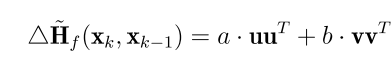 △H̃_f(x_k, x_{k−1}) = a · uu^T + b · vv^T